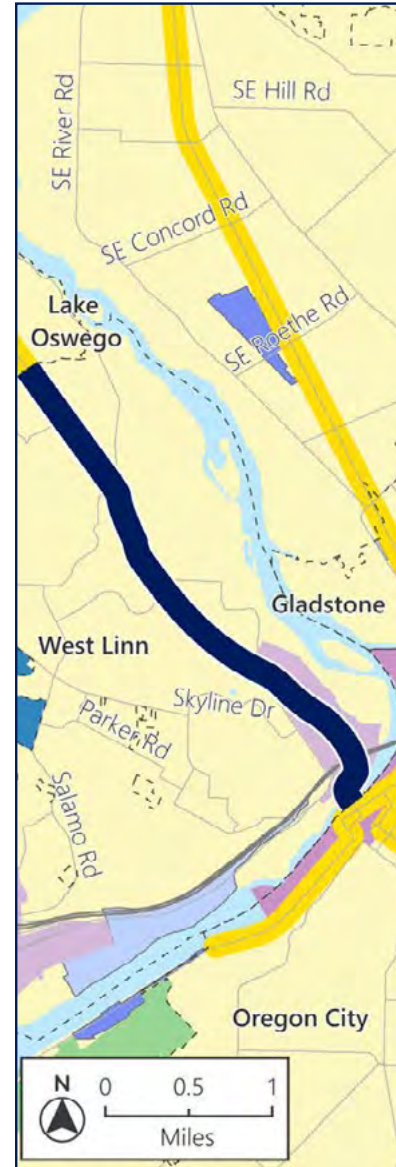 SE River Rd
SE Hill Rd
SE Concord Rd
Lake
Oswego
SE Roethe Rd
Gladstone
West Linn
Skyline Dr
Parker Rd
Salamo Rd
Oregon City
N
0 0.5 1
Miles